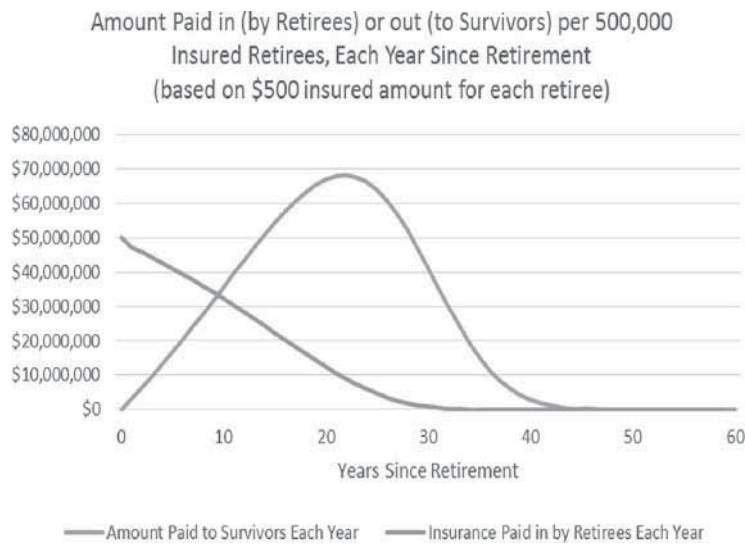 Amount Paid in (by Retirees) or out (to Survivors) per 500,000
Insured Retirees, Each Year Since Retirement
(based on $500 insured amount for each retiree)
$80,000,000
$70,000,000
$60,000,000
$50,000,000
$40,000,000
$30,000,000
$20,000,000
$10,000,000
$0
0 10 20 30 40 50 60
Years Since Retirement
Amount Paid to Survivors Each Year Insurance Paid in by Retirees Each Year